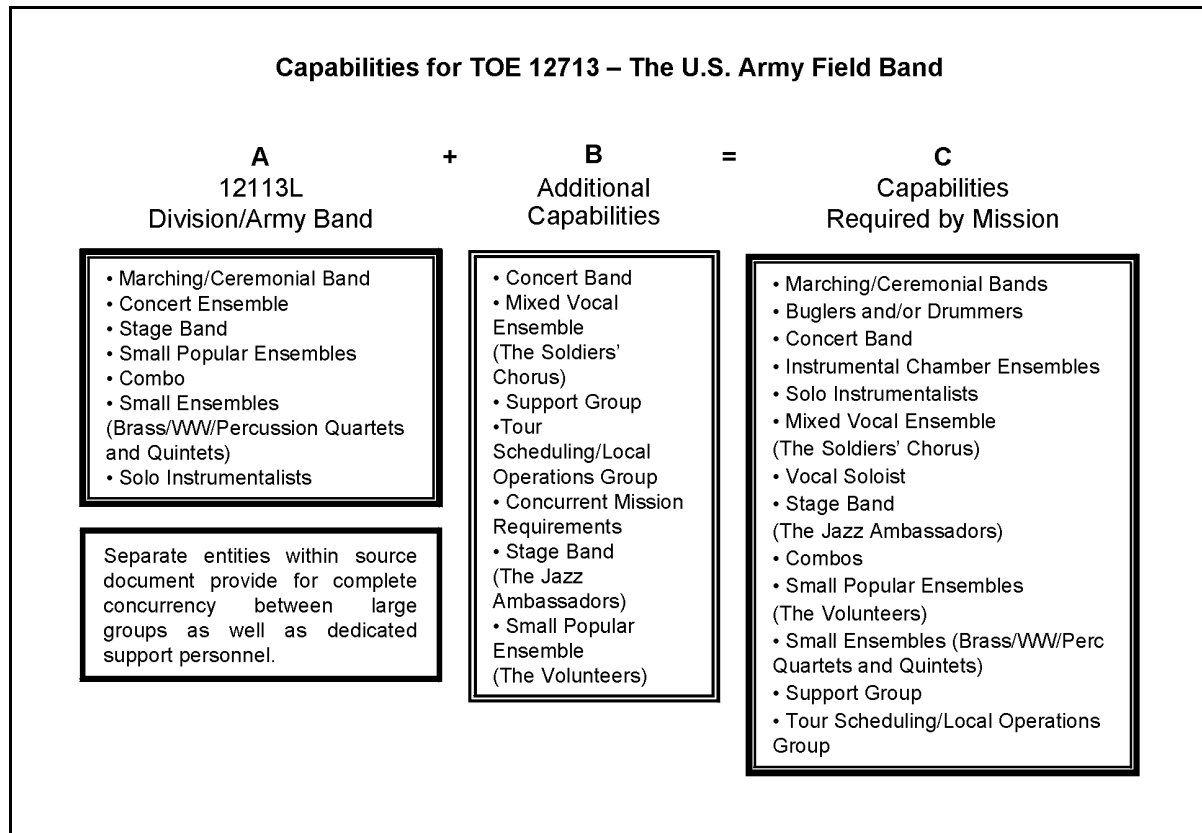 Capabilities for TOE 12713 – The U.S. Army Field Band
A + B = C
12113L
Division/Army Band
Additional
Capabilities
Capabilities
Required by Mission
• Marching/Ceremonial Band
• Concert Ensemble
• Stage Band
• Small Popular Ensembles
• Combo
• Small Ensembles
(Brass/WW/Percussion Quartets
and Quintets)
• Solo Instrumentalists
Separate entities within source
document provide for complete
concurrency between large
groups as well as dedicated
support personnel.
• Concert Band
• Mixed Vocal
Ensemble
(The Soldiers'
Chorus)
• Support Group
•Tour
Scheduling/Local
Operations Group
• Concurrent Mission
Requirements
• Stage Band
(The Jazz
Ambassadors)
• Small Popular
Ensemble
(The Volunteers)
• Marching/Ceremonial Bands
• Buglers and/or Drummers
• Concert Band
• Instrumental Chamber Ensembles
• Solo Instrumentalists
• Mixed Vocal Ensemble
(The Soldiers' Chorus)
• Vocal Soloist
• Stage Band
(The Jazz Ambassadors)
• Combos
• Small Popular Ensembles
(The Volunteers)
• Small Ensembles (Brass/WW/Perc
Quartets and Quintets)
• Support Group
• Tour Scheduling/Local Operations
Group